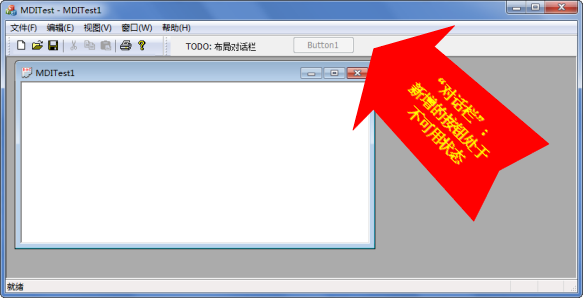 MDITest - MDITest1
文件(F) 编辑(E) 视图(V) 窗口(W) 帮助(H)
TODO: 布局对话栏 Button1
MDITest1
“对话栏”：
新增的按钮处于
不可用状态
就绪